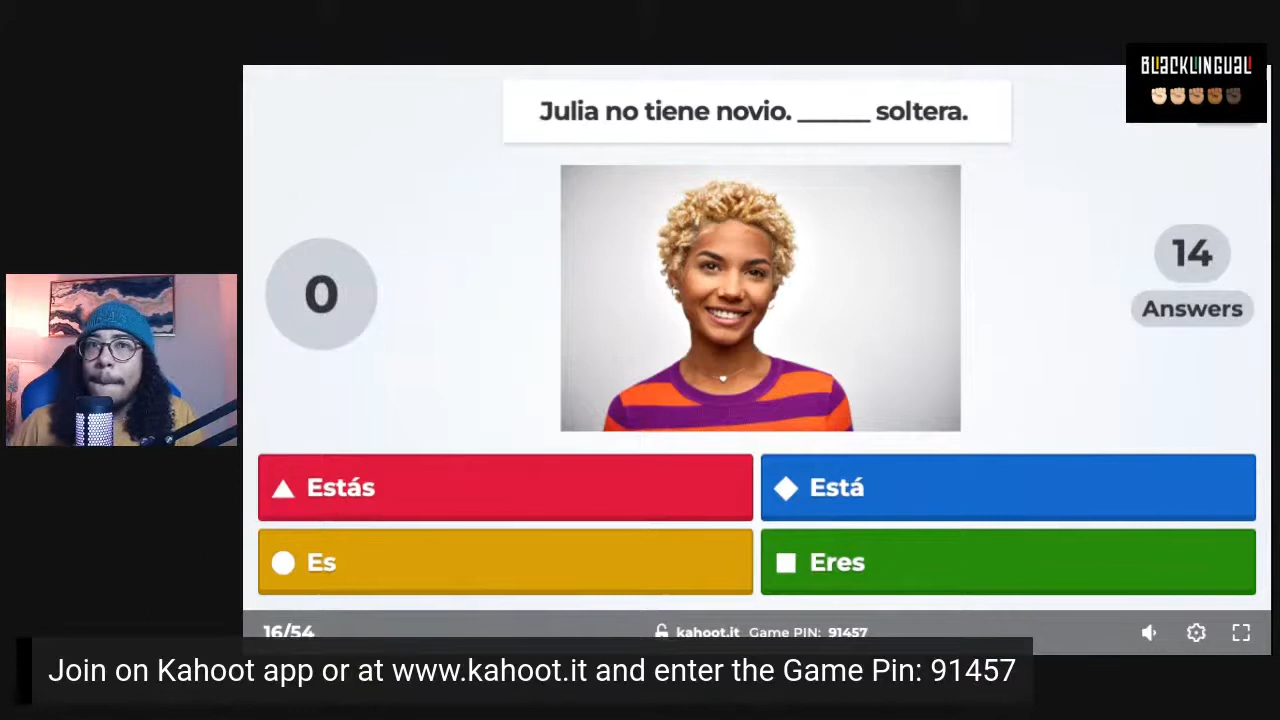 BLACKLINGUAL
Julia no tiene novio. ______ soltera.
0
14
Answers
Estás
Está
Es
Eres
16/54
kahoot.it Game PIN: 91457
Join on Kahoot app or at www.kahoot.it and enter the Game Pin: 91457